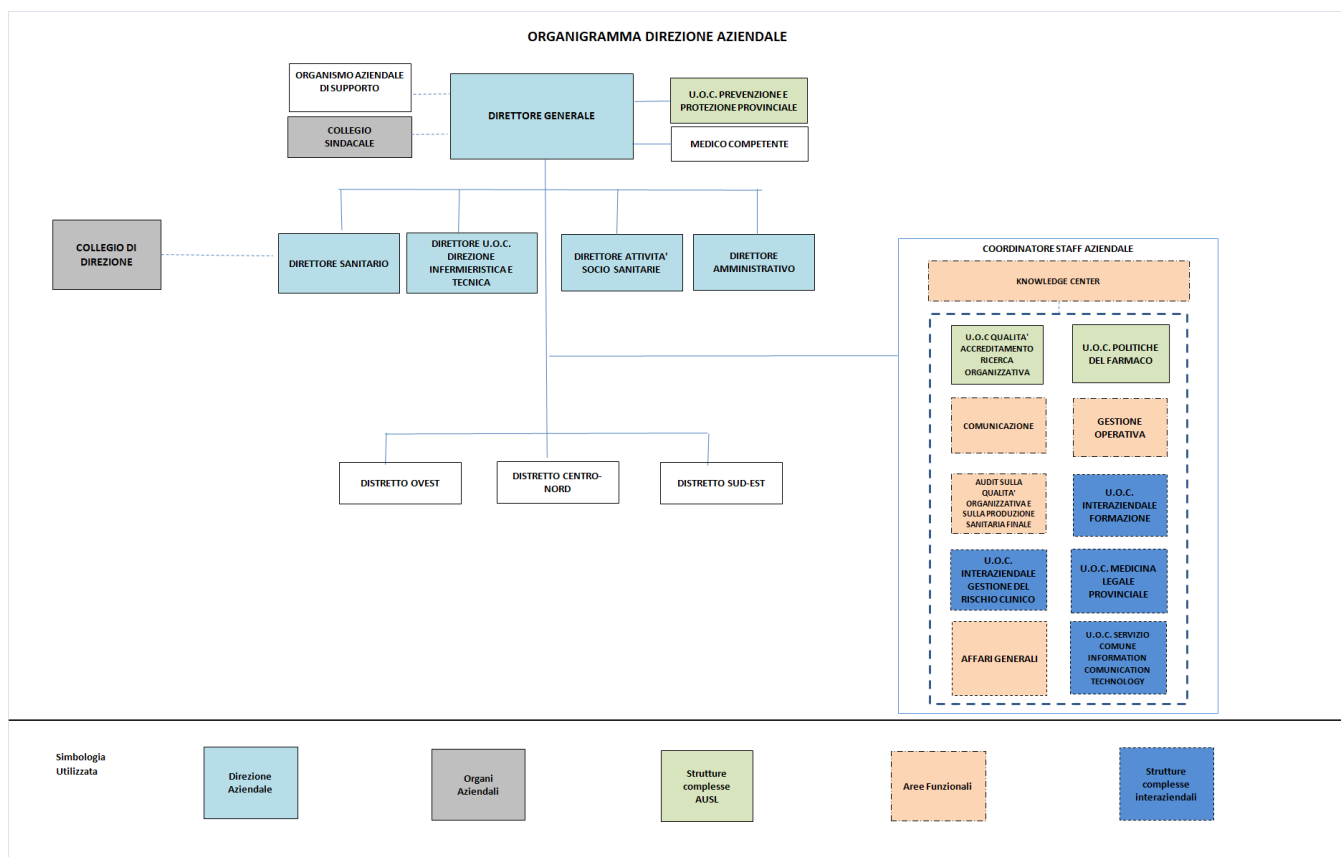 ORGANIGRAMMA DIREZIONE AZIENDALE
ORGANISMO AZIENDALE
DI SUPPORTO
COLLEGIO
SINDACALE
DIRETTORE GENERALE
U.O.C. PREVENZIONE E
PROTEZIONE PROVINCIALE
MEDICO COMPETENTE
COLLEGIO DI
DIREZIONE
DIRETTORE SANITARIO
DIRETTORE U.O.C.
DIREZIONE
INFERMIERISTICA E
TECNICA
DIRETTORE ATTIVITA'
SOCIO SANITARIE
DIRETTORE
AMMINISTRATIVO
COORDINATORE STAFF AZIENDALE
KNOWLEDGE CENTER
U.O.C QUALITA'
ACCREDITAMENTO
RICERCA
ORGANIZZATIVA
U.O.C. POLITICHE
DEL FARMACO
COMUNICAZIONE
GESTIONE
OPERATIVA
AUDIT SULLA
QUALITA'
ORGANIZZATIVA E
SULLA PRODUZIONE
SANITARIA FINALE
U.O.C.
INTERAZIENDALE
FORMAZIONE
U.O.C.
INTERAZIENDALE
GESTIONE DEL
RISCHIO CLINICO
U.O.C. MEDICINA
LEGALE
PROVINCIALE
AFFARI GENERALI
U.O.C. SERVIZIO
COMUNE
INFORMATION
COMUNICATION
TECHNOLOGY
DISTRETTO OVEST
DISTRETTO CENTRO-
NORD
DISTRETTO SUD-EST
Simbologia
Utilizzata
Direzione
Aziendale
Organi
Aziendali
Strutture
complesse
AUSL
Aree Funzionali
Strutture
complesse
interaziendali